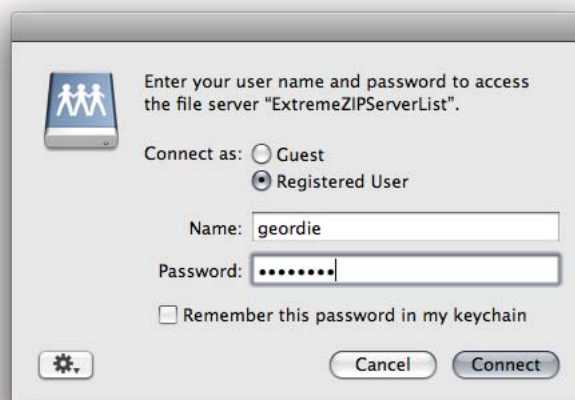 Enter your user name and password to access
the file server “ExtremeZIPServerList”.
Connect as: Guest
Registered User
Name: geordie
Password: ••••••••
Remember this password in my keychain
Cancel Connect